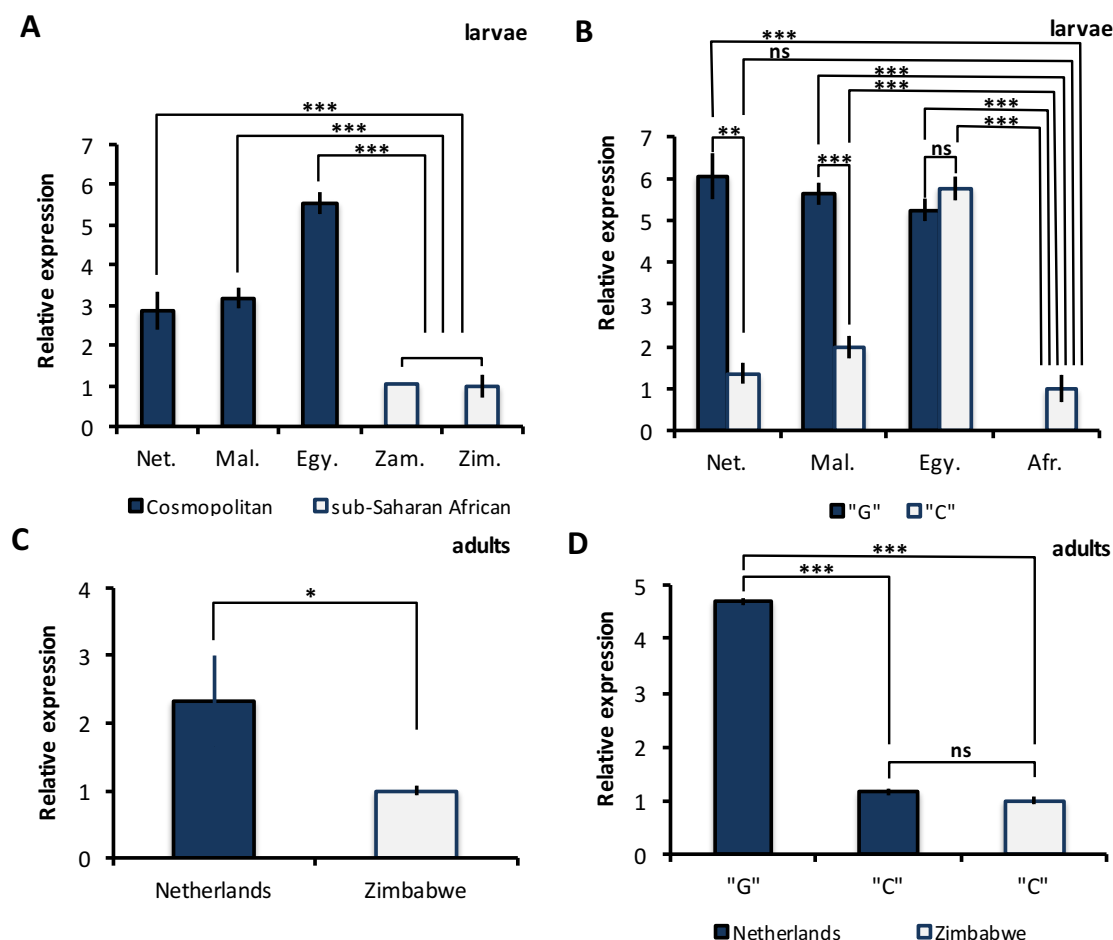 A
larvae
***
***
***
Relative expression
7
6
5
4
3
2
1
0
Net. Mal. Egy. Zam. Zim.
Cosmopolitan sub-Saharan African
B
larvae
***
ns
***
***
***
***
** *** ns
Relative expression
7
6
5
4
3
2
1
0
Net. Mal. Egy. Afr.
"G" "C"
C
adults
*
Relative expression
4
3
2
1
0
Netherlands Zimbabwe
D
adults
***
***
ns
Relative expression
5
4
3
2
1
0
"G" "C" "C"
Netherlands Zimbabwe